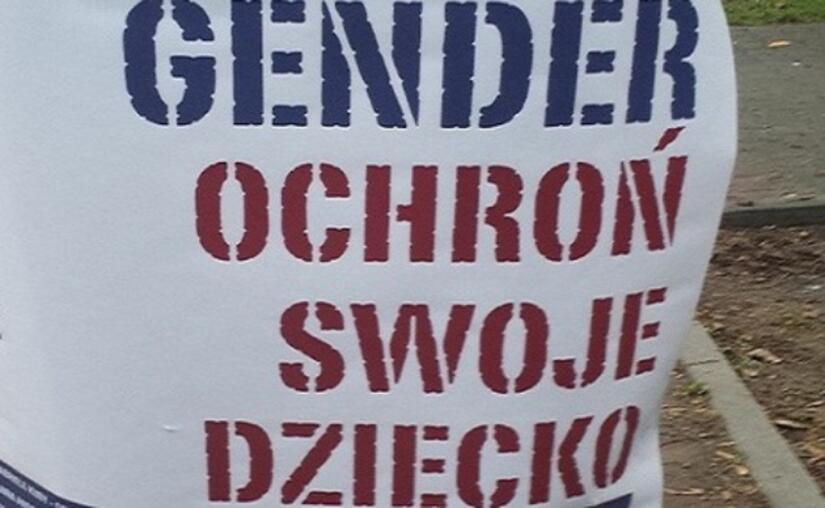 GENDER
OCHROŃ
SWOJE
DZIECKO